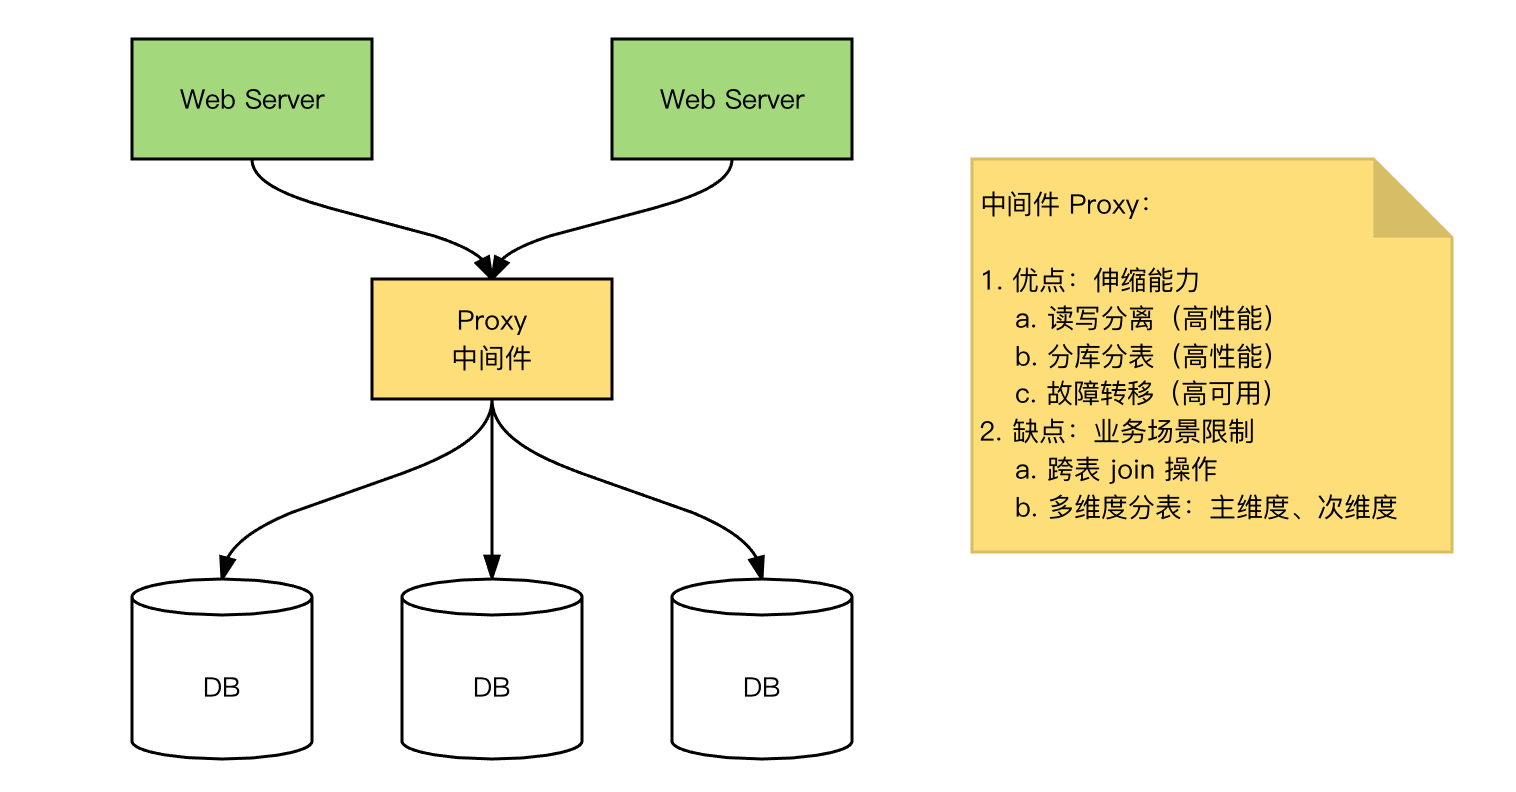 Web Server
Web Server
Proxy
中间件
DB
DB
DB
中间件 Proxy：
1. 优点：伸缩能力
a. 读写分离（高性能）
b. 分库分表（高性能）
c. 故障转移（高可用）
2. 缺点：业务场景限制
a. 跨表 join 操作
b. 多维度分表：主维度、次维度